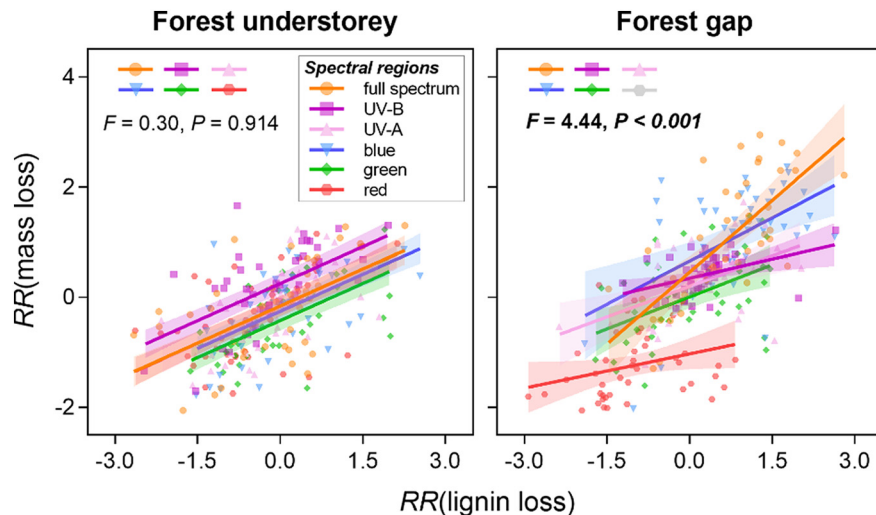 Forest understorey
Forest gap
Spectral regions
full spectrum
UV-B
UV-A
blue
green
red
F = 0.30, P = 0.914
F = 4.44, P < 0.001
RR(mass loss)
4
2
0
-2
-3.0 -1.5 0.0 1.5 3.0
-3.0 -1.5 0.0 1.5 3.0
RR(lignin loss)